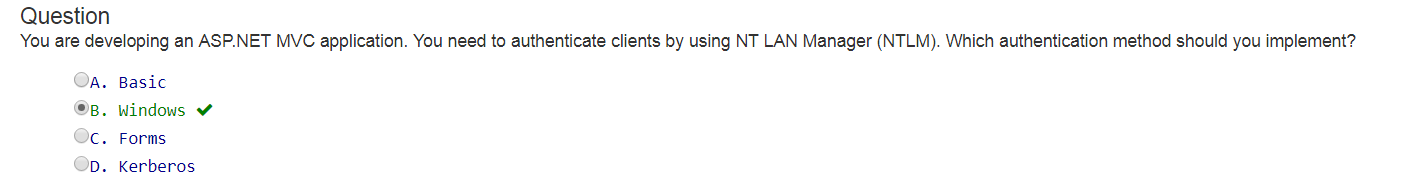 Question
You are developing an ASP.NET MVC application. You need to authenticate clients by using NT LAN Manager (NTLM). Which authentication method should you implement?
A. Basic
B. Windows ✔
C. Forms
D. Kerberos